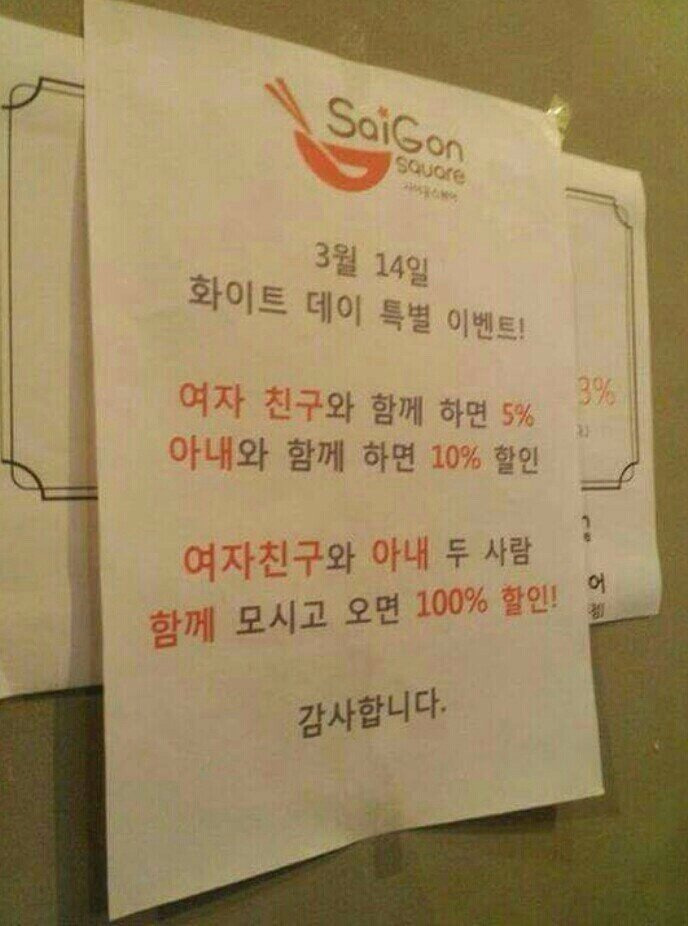 SaiGon
square
사이공스퀘어
3월 14일
화이트 데이 특별 이벤트!
여자 친구와 함께 하면 5%
아내와 함께 하면 10% 할인
여자친구와 아내 두 사람
함께 모시고 오면 100% 할인!
감사합니다.
3%
어